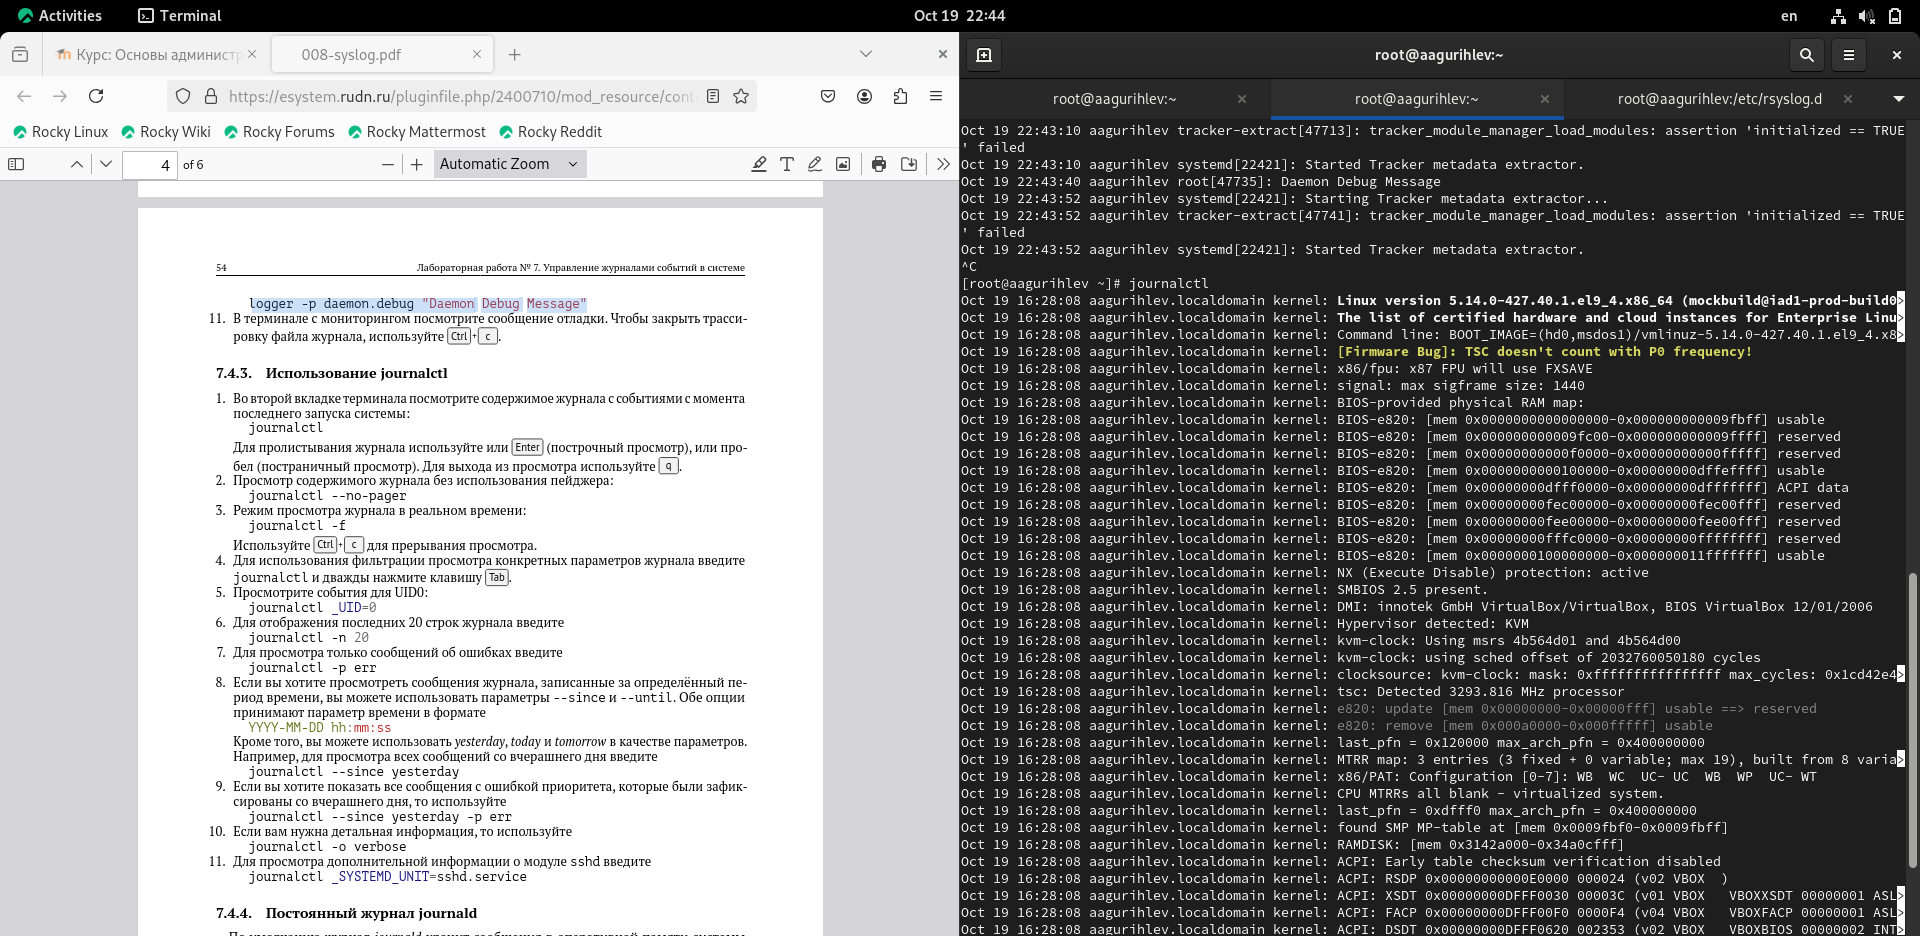 Activities
Terminal
Oct 19 22:44
en
Курс: Основы администр
008-syslog.pdf
https://esystem.rudn.ru/pluginfile.php/2400710/mod_resource/cont
Rocky Linux
Rocky Wiki
Rocky Forums
Rocky Mattermost
Rocky Reddit
4
of 6
Automatic Zoom
54
Лабораторная работа № 7. Управление журналами событий в системе
logger -p daemon.debug "Daemon Debug Message"
11. В терминале с мониторингом посмотрите сообщение отладки. Чтобы закрыть трасси-
ровку файла журнала, используйте Ctrl + c .
7.4.3. Использование journalctl
1. Во второй вкладке терминала посмотрите содержимое журнала с событиями с момента
последнего запуска системы:
journalctl
Для пролистывания журнала используйте или Enter (построчный просмотр), или про-
бел (постраничный просмотр). Для выхода из просмотра используйте q .
2. Просмотр содержимого журнала без использования пейджера:
journalctl --no-pager
3. Режим просмотра журнала в реальном времени:
journalctl -f
Используйте Ctrl + c для прерывания просмотра.
4. Для использования фильтрации просмотра конкретных параметров журнала введите
journalctl и дважды нажмите клавишу Tab .
5. Просмотрите события для UID0:
journalctl _UID=0
6. Для отображения последних 20 строк журнала введите
journalctl -n 20
7. Для просмотра только сообщений об ошибках введите
journalctl -p err
8. Если вы хотите просмотреть сообщения журнала, записанные за определённый пе-
риод времени, вы можете использовать параметры --since и --until. Обе опции
принимают параметр времени в формате
YYYY-MM-DD hh:mm:ss
Кроме того, вы можете использовать yesterday, today и tomorrow в качестве параметров.
Например, для просмотра всех сообщений со вчерашнего дня введите
journalctl --since yesterday
9. Если вы хотите показать все сообщения с ошибкой приоритета, которые были зафик-
сированы со вчерашнего дня, то используйте
journalctl --since yesterday -p err
10. Если вам нужна детальная информация, то используйте
journalctl -o verbose
11. Для просмотра дополнительной информации о модуле sshd введите
journalctl _SYSTEMD_UNIT=sshd.service
7.4.4. Постоянный журнал journald
root@aagurihlev:~
root@aagurihlev:~
root@aagurihlev:~
root@aagurihlev:/etc/rsyslog.d
Oct 19 22:43:10 aagurihlev tracker-extract[47713]: tracker_module_manager_load_modules: assertion 'initialized == TRUE
' failed
Oct 19 22:43:10 aagurihlev systemd[22421]: Started Tracker metadata extractor.
Oct 19 22:43:40 aagurihlev root[47735]: Daemon Debug Message
Oct 19 22:43:52 aagurihlev systemd[22421]: Starting Tracker metadata extractor...
Oct 19 22:43:52 aagurihlev tracker-extract[47741]: tracker_module_manager_load_modules: assertion 'initialized == TRUE
' failed
Oct 19 22:43:52 aagurihlev systemd[22421]: Started Tracker metadata extractor.
^C
[root@aagurihlev ~]# journalctl
Oct 19 16:28:08 aagurihlev.localdomain kernel: Linux version 5.14.0-427.40.1.el9_4.x86_64 (mockbuild@iad1-prod-build0>
Oct 19 16:28:08 aagurihlev.localdomain kernel: The list of certified hardware and cloud instances for Enterprise Linu>
Oct 19 16:28:08 aagurihlev.localdomain kernel: Command line: BOOT_IMAGE=(hd0,msdos1)/vmlinuz-5.14.0-427.40.1.el9_4.x8>
Oct 19 16:28:08 aagurihlev.localdomain kernel: [Firmware Bug]: TSC doesn't count with P0 frequency!
Oct 19 16:28:08 aagurihlev.localdomain kernel: x86/fpu: x87 FPU will use FXSAVE
Oct 19 16:28:08 aagurihlev.localdomain kernel: signal: max sigframe size: 1440
Oct 19 16:28:08 aagurihlev.localdomain kernel: BIOS-provided physical RAM map:
Oct 19 16:28:08 aagurihlev.localdomain kernel: BIOS-e820: [mem 0x0000000000000000-0x000000000009fbff] usable
Oct 19 16:28:08 aagurihlev.localdomain kernel: BIOS-e820: [mem 0x000000000009fc00-0x000000000009ffff] reserved
Oct 19 16:28:08 aagurihlev.localdomain kernel: BIOS-e820: [mem 0x00000000000f0000-0x00000000000fffff] reserved
Oct 19 16:28:08 aagurihlev.localdomain kernel: BIOS-e820: [mem 0x0000000000100000-0x00000000dffeffff] usable
Oct 19 16:28:08 aagurihlev.localdomain kernel: BIOS-e820: [mem 0x00000000dfff0000-0x00000000dfffffff] ACPI data
Oct 19 16:28:08 aagurihlev.localdomain kernel: BIOS-e820: [mem 0x00000000fec00000-0x00000000fec00fff] reserved
Oct 19 16:28:08 aagurihlev.localdomain kernel: BIOS-e820: [mem 0x00000000fee00000-0x00000000fee00fff] reserved
Oct 19 16:28:08 aagurihlev.localdomain kernel: BIOS-e820: [mem 0x00000000fffc0000-0x00000000ffffffff] reserved
Oct 19 16:28:08 aagurihlev.localdomain kernel: BIOS-e820: [mem 0x0000000100000000-0x000000011fffffff] usable
Oct 19 16:28:08 aagurihlev.localdomain kernel: NX (Execute Disable) protection: active
Oct 19 16:28:08 aagurihlev.localdomain kernel: SMBIOS 2.5 present.
Oct 19 16:28:08 aagurihlev.localdomain kernel: DMI: innotek GmbH VirtualBox/VirtualBox, BIOS VirtualBox 12/01/2006
Oct 19 16:28:08 aagurihlev.localdomain kernel: Hypervisor detected: KVM
Oct 19 16:28:08 aagurihlev.localdomain kernel: kvm-clock: Using msrs 4b564d01 and 4b564d00
Oct 19 16:28:08 aagurihlev.localdomain kernel: kvm-clock: using sched offset of 2032760050180 cycles
Oct 19 16:28:08 aagurihlev.localdomain kernel: clocksource: kvm-clock: mask: 0xffffffffffffffff max_cycles: 0x1cd42e4>
Oct 19 16:28:08 aagurihlev.localdomain kernel: tsc: Detected 3293.816 MHz processor
Oct 19 16:28:08 aagurihlev.localdomain kernel: e820: update [mem 0x00000000-0x00000fff] usable ==> reserved
Oct 19 16:28:08 aagurihlev.localdomain kernel: e820: remove [mem 0x000a0000-0x000fffff] usable
Oct 19 16:28:08 aagurihlev.localdomain kernel: last_pfn = 0x120000 max_arch_pfn = 0x400000000
Oct 19 16:28:08 aagurihlev.localdomain kernel: MTRR map: 3 entries (3 fixed + 0 variable; max 19), built from 8 varia>
Oct 19 16:28:08 aagurihlev.localdomain kernel: x86/PAT: Configuration [0-7]: WB  WC  UC- UC  WB  WP  UC- WT
Oct 19 16:28:08 aagurihlev.localdomain kernel: CPU MTRRs all blank - virtualized system.
Oct 19 16:28:08 aagurihlev.localdomain kernel: last_pfn = 0xdfff0 max_arch_pfn = 0x400000000
Oct 19 16:28:08 aagurihlev.localdomain kernel: found SMP MP-table at [mem 0x0009fbf0-0x0009fbff]
Oct 19 16:28:08 aagurihlev.localdomain kernel: RAMDISK: [mem 0x3142a000-0x34a0cfff]
Oct 19 16:28:08 aagurihlev.localdomain kernel: ACPI: Early table checksum verification disabled
Oct 19 16:28:08 aagurihlev.localdomain kernel: ACPI: RSDP 0x00000000000E0000 000024 (v02 VBOX  )
Oct 19 16:28:08 aagurihlev.localdomain kernel: ACPI: XSDT 0x00000000DFFF0030 00003C (v01 VBOX   VBOXXSDT 00000001 ASL>
Oct 19 16:28:08 aagurihlev.localdomain kernel: ACPI: FACP 0x00000000DFFF00F0 0000F4 (v04 VBOX   VBOXFACP 00000001 ASL>
Oct 19 16:28:08 aagurihlev.localdomain kernel: ACPI: DSDT 0x00000000DFFF0620 002353 (v02 VBOX   VBOXBIOS 00000002 INT>